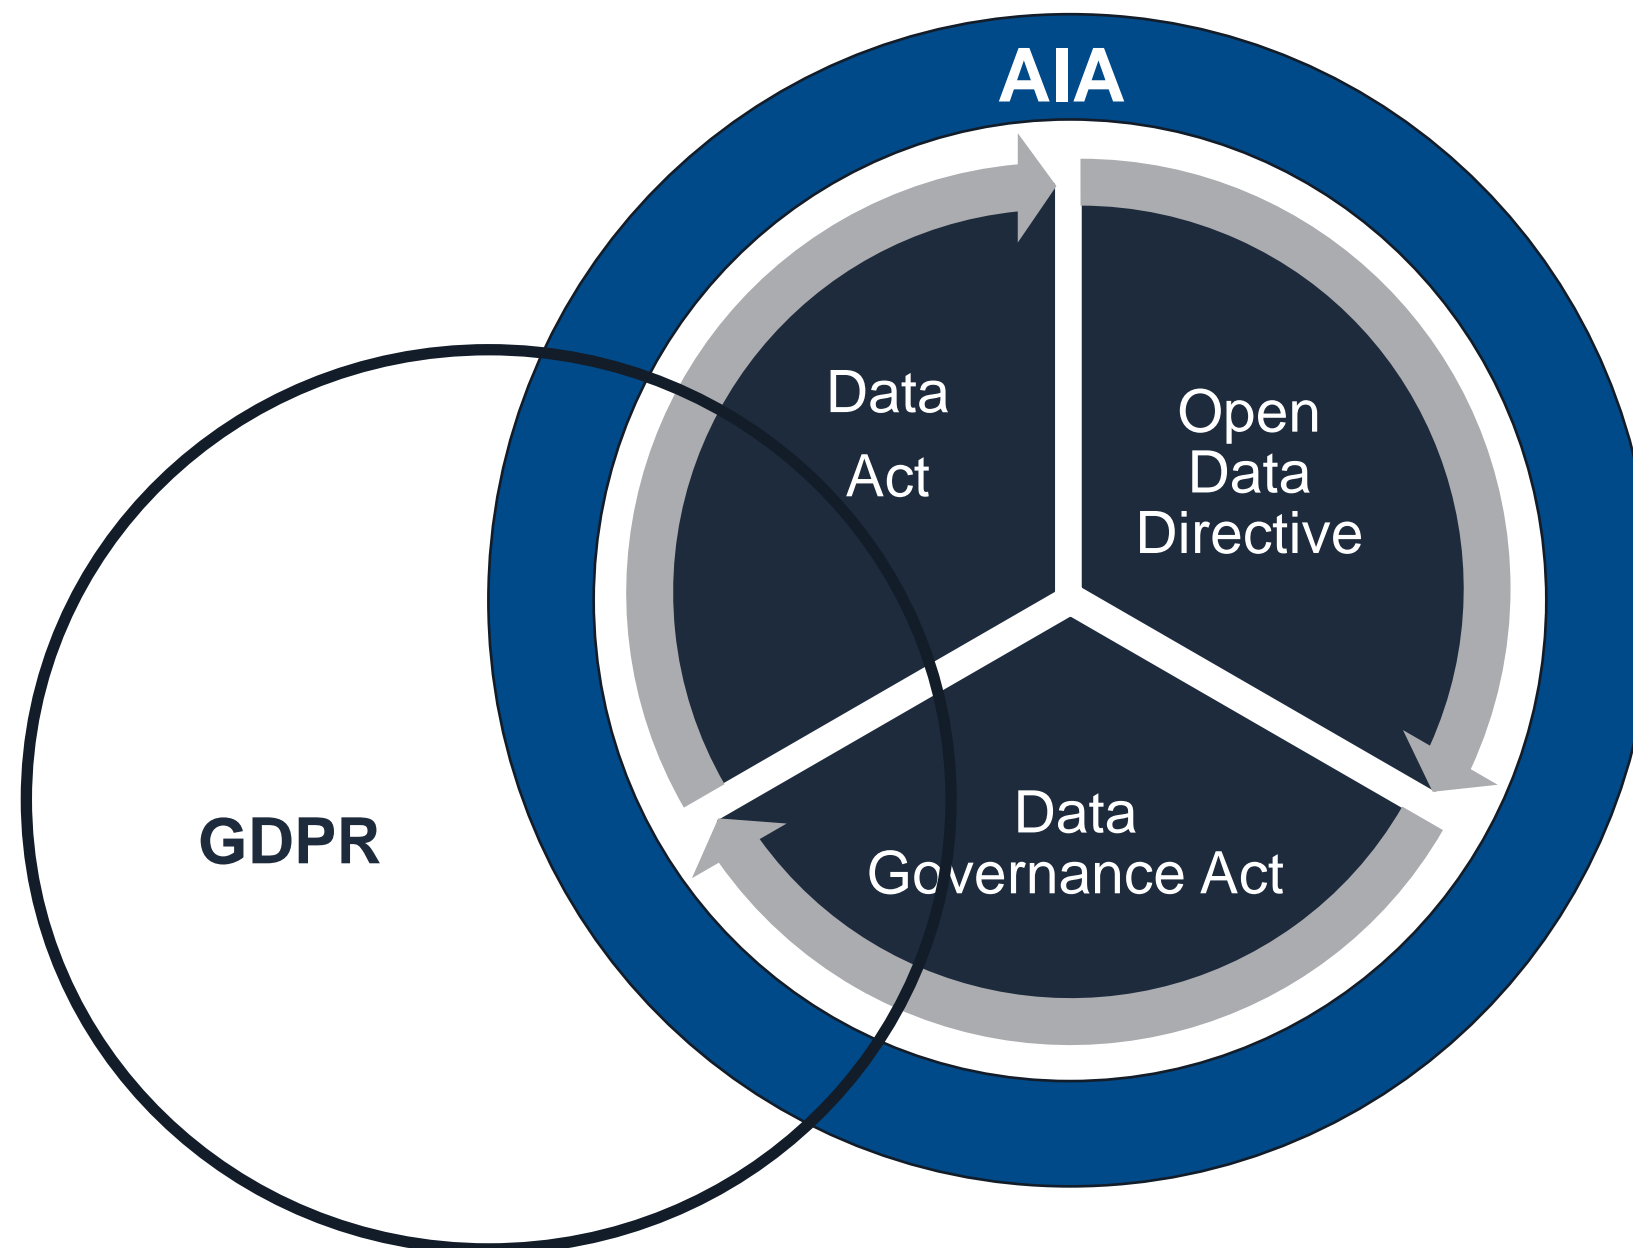 AIA
Data
Act
Open
Data
Directive
Data
Governance Act
GDPR